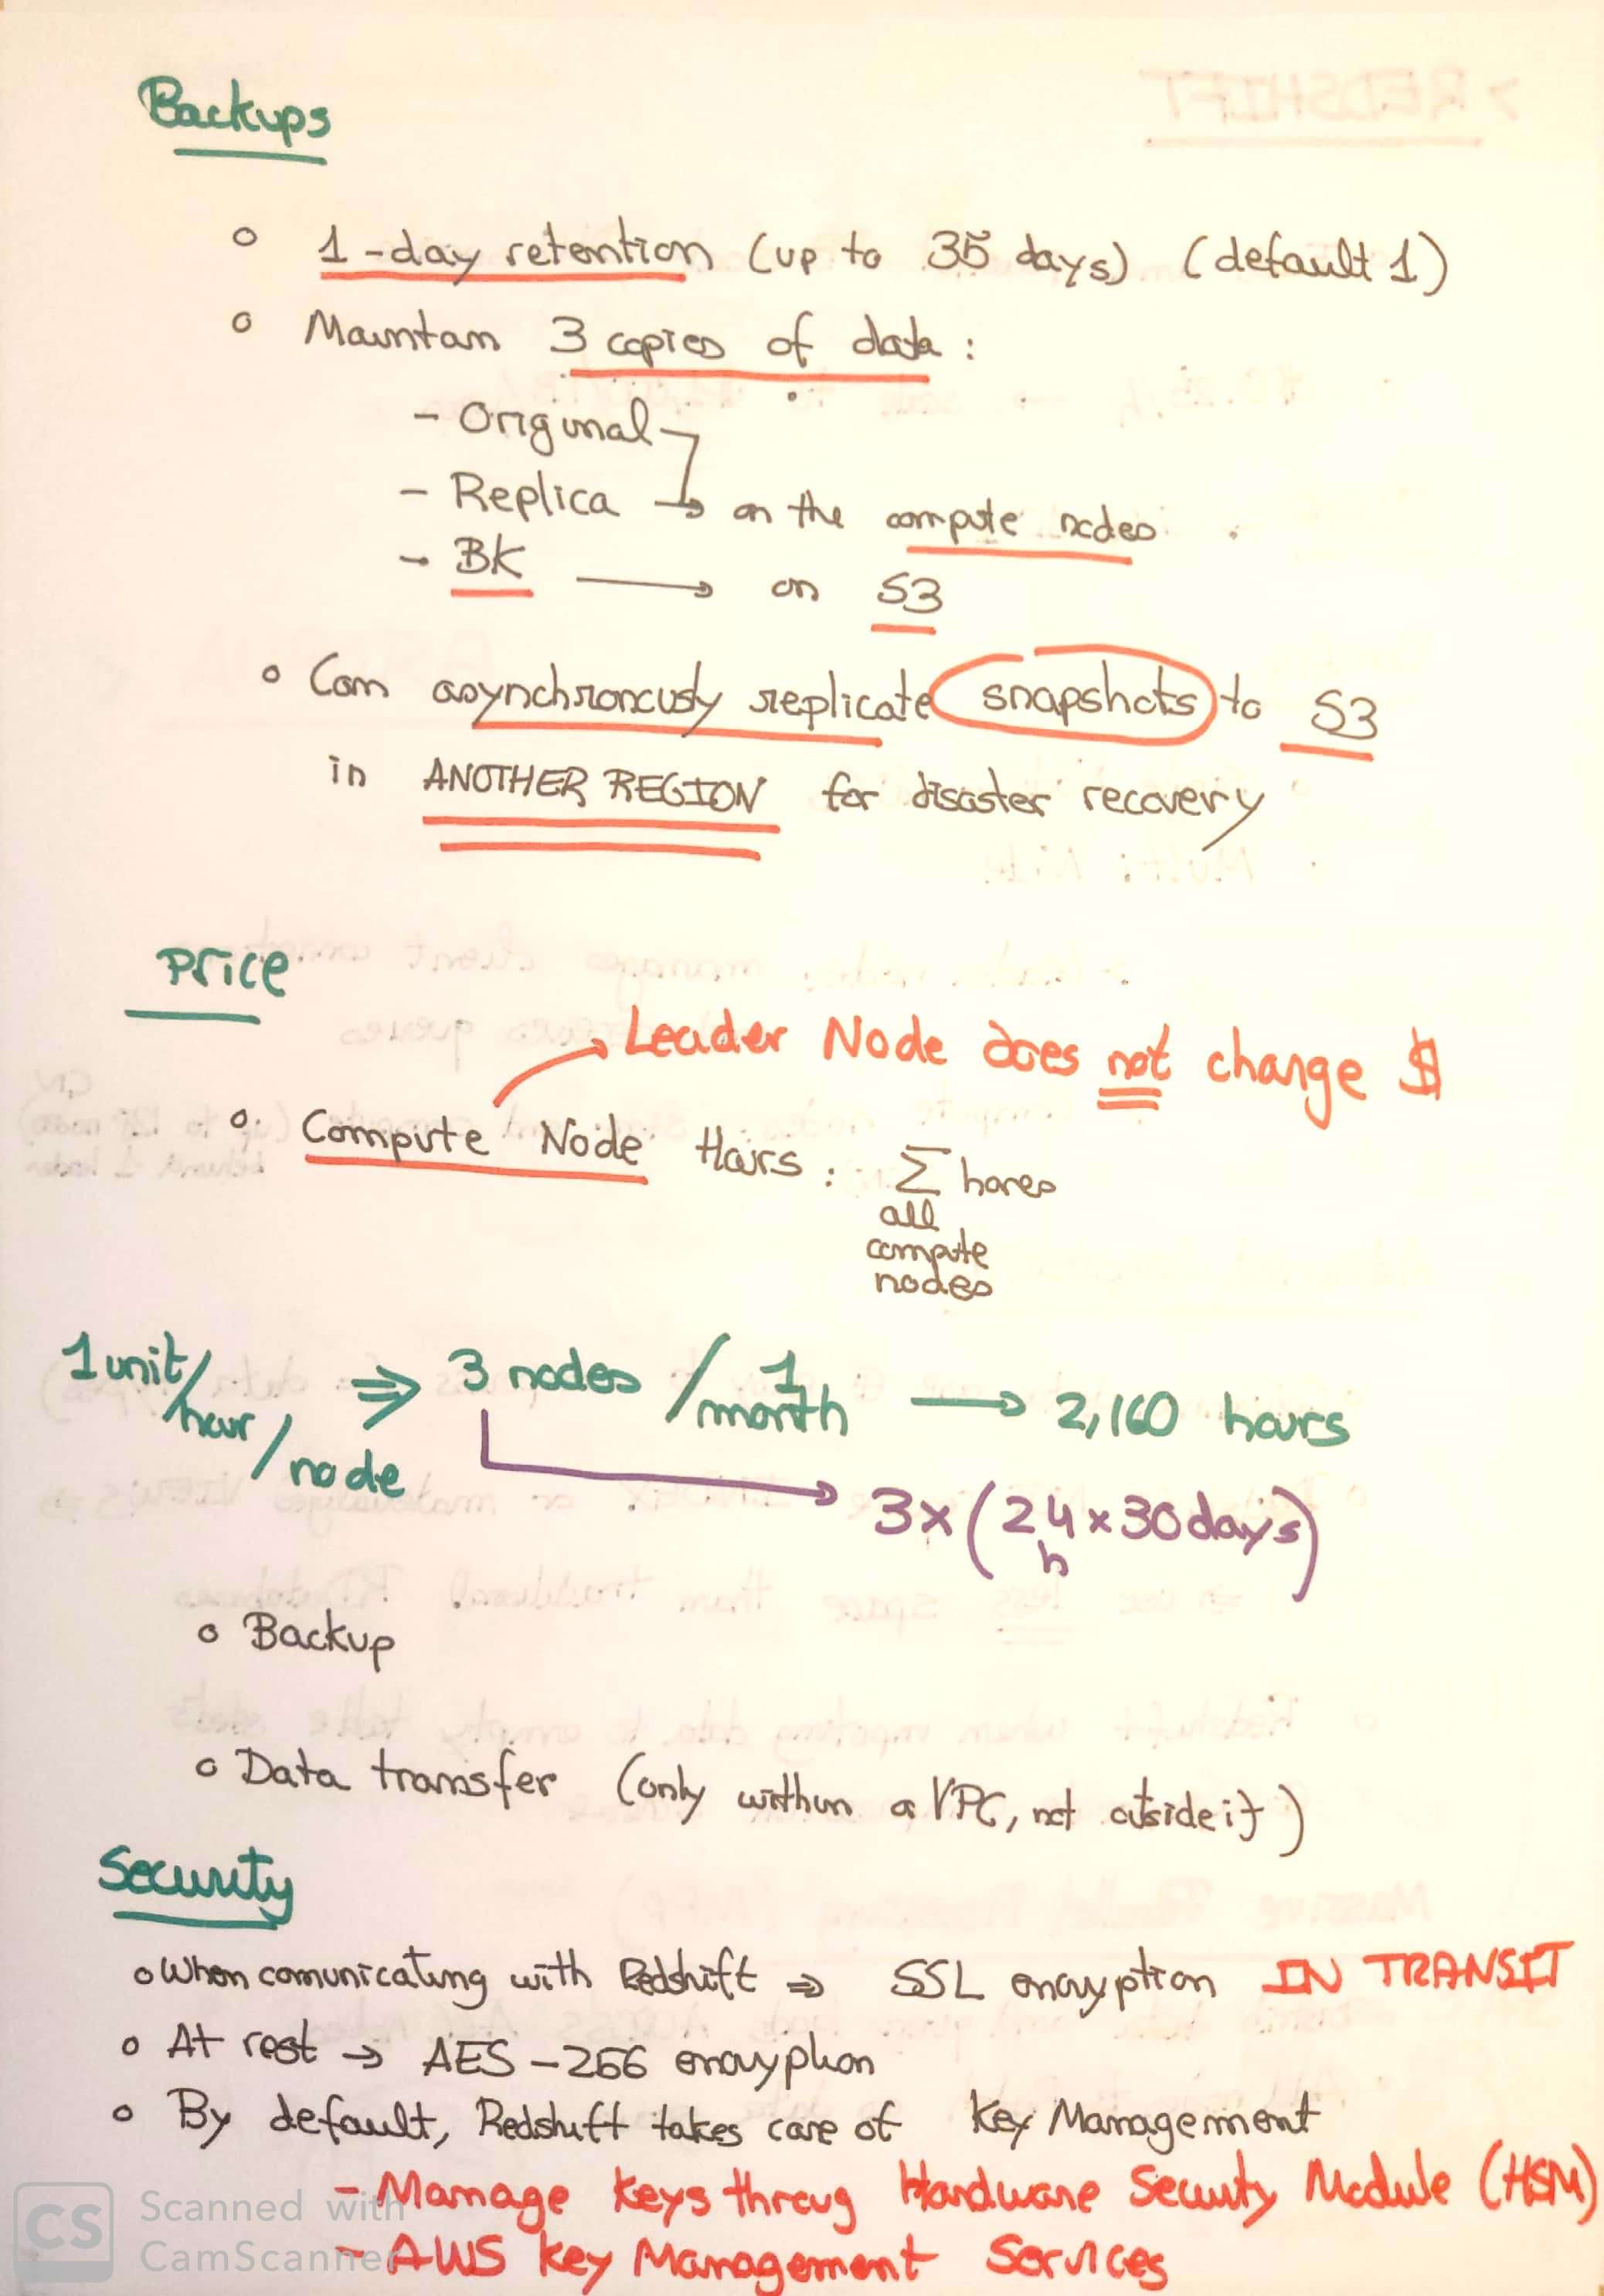 Backups
1-day retention (up to 35 days) (default 1)
Maintain 3 copies of data :
- Original
- Replica → on the compute nodes
- BK → on S3
Can asynchronously replicate snapshots to S3
in ANOTHER REGION for disaster recovery
Price
Leader Node does not change $
Compute Node Hours : Σ hores
all
compute
nodes
1 unit/hour/node ⇒ 3 nodes / 1 month → 2,160 hours
3x (24h x 30 days)
Backup
Data transfer (only within a VPC, not outside it)
Security
When comunicating with Redshift ⇒ SSL encryption IN TRANSIT
At rest → AES-256 encryption
By default, Redshift takes care of Key Management
- Manage Keys throug Hardware Security Module (HSM)
- AWS Key Management Services
CS Scanned with
CamScanner